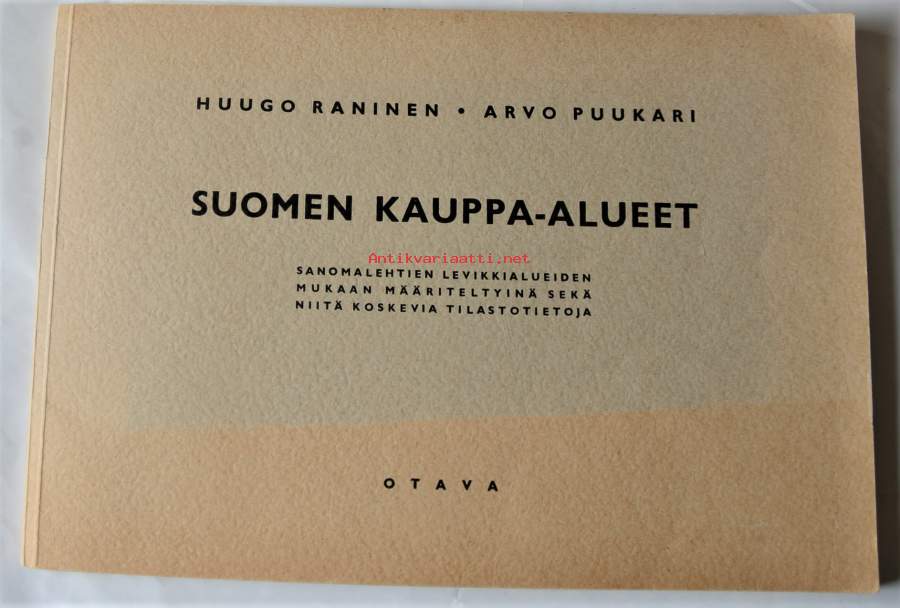 HUUGO RANINEN • ARVO PUUKARI
SUOMEN KAUPPA-ALUEET
Antikvariaatti.net
SANOMALEHTIEN LEVIKKIALUEIDEN
MUKAAN MÄÄRITELTYINÄ SEKÄ
NIITÄ KOSKEVIA TILASTOTIETOJA
OTAVA